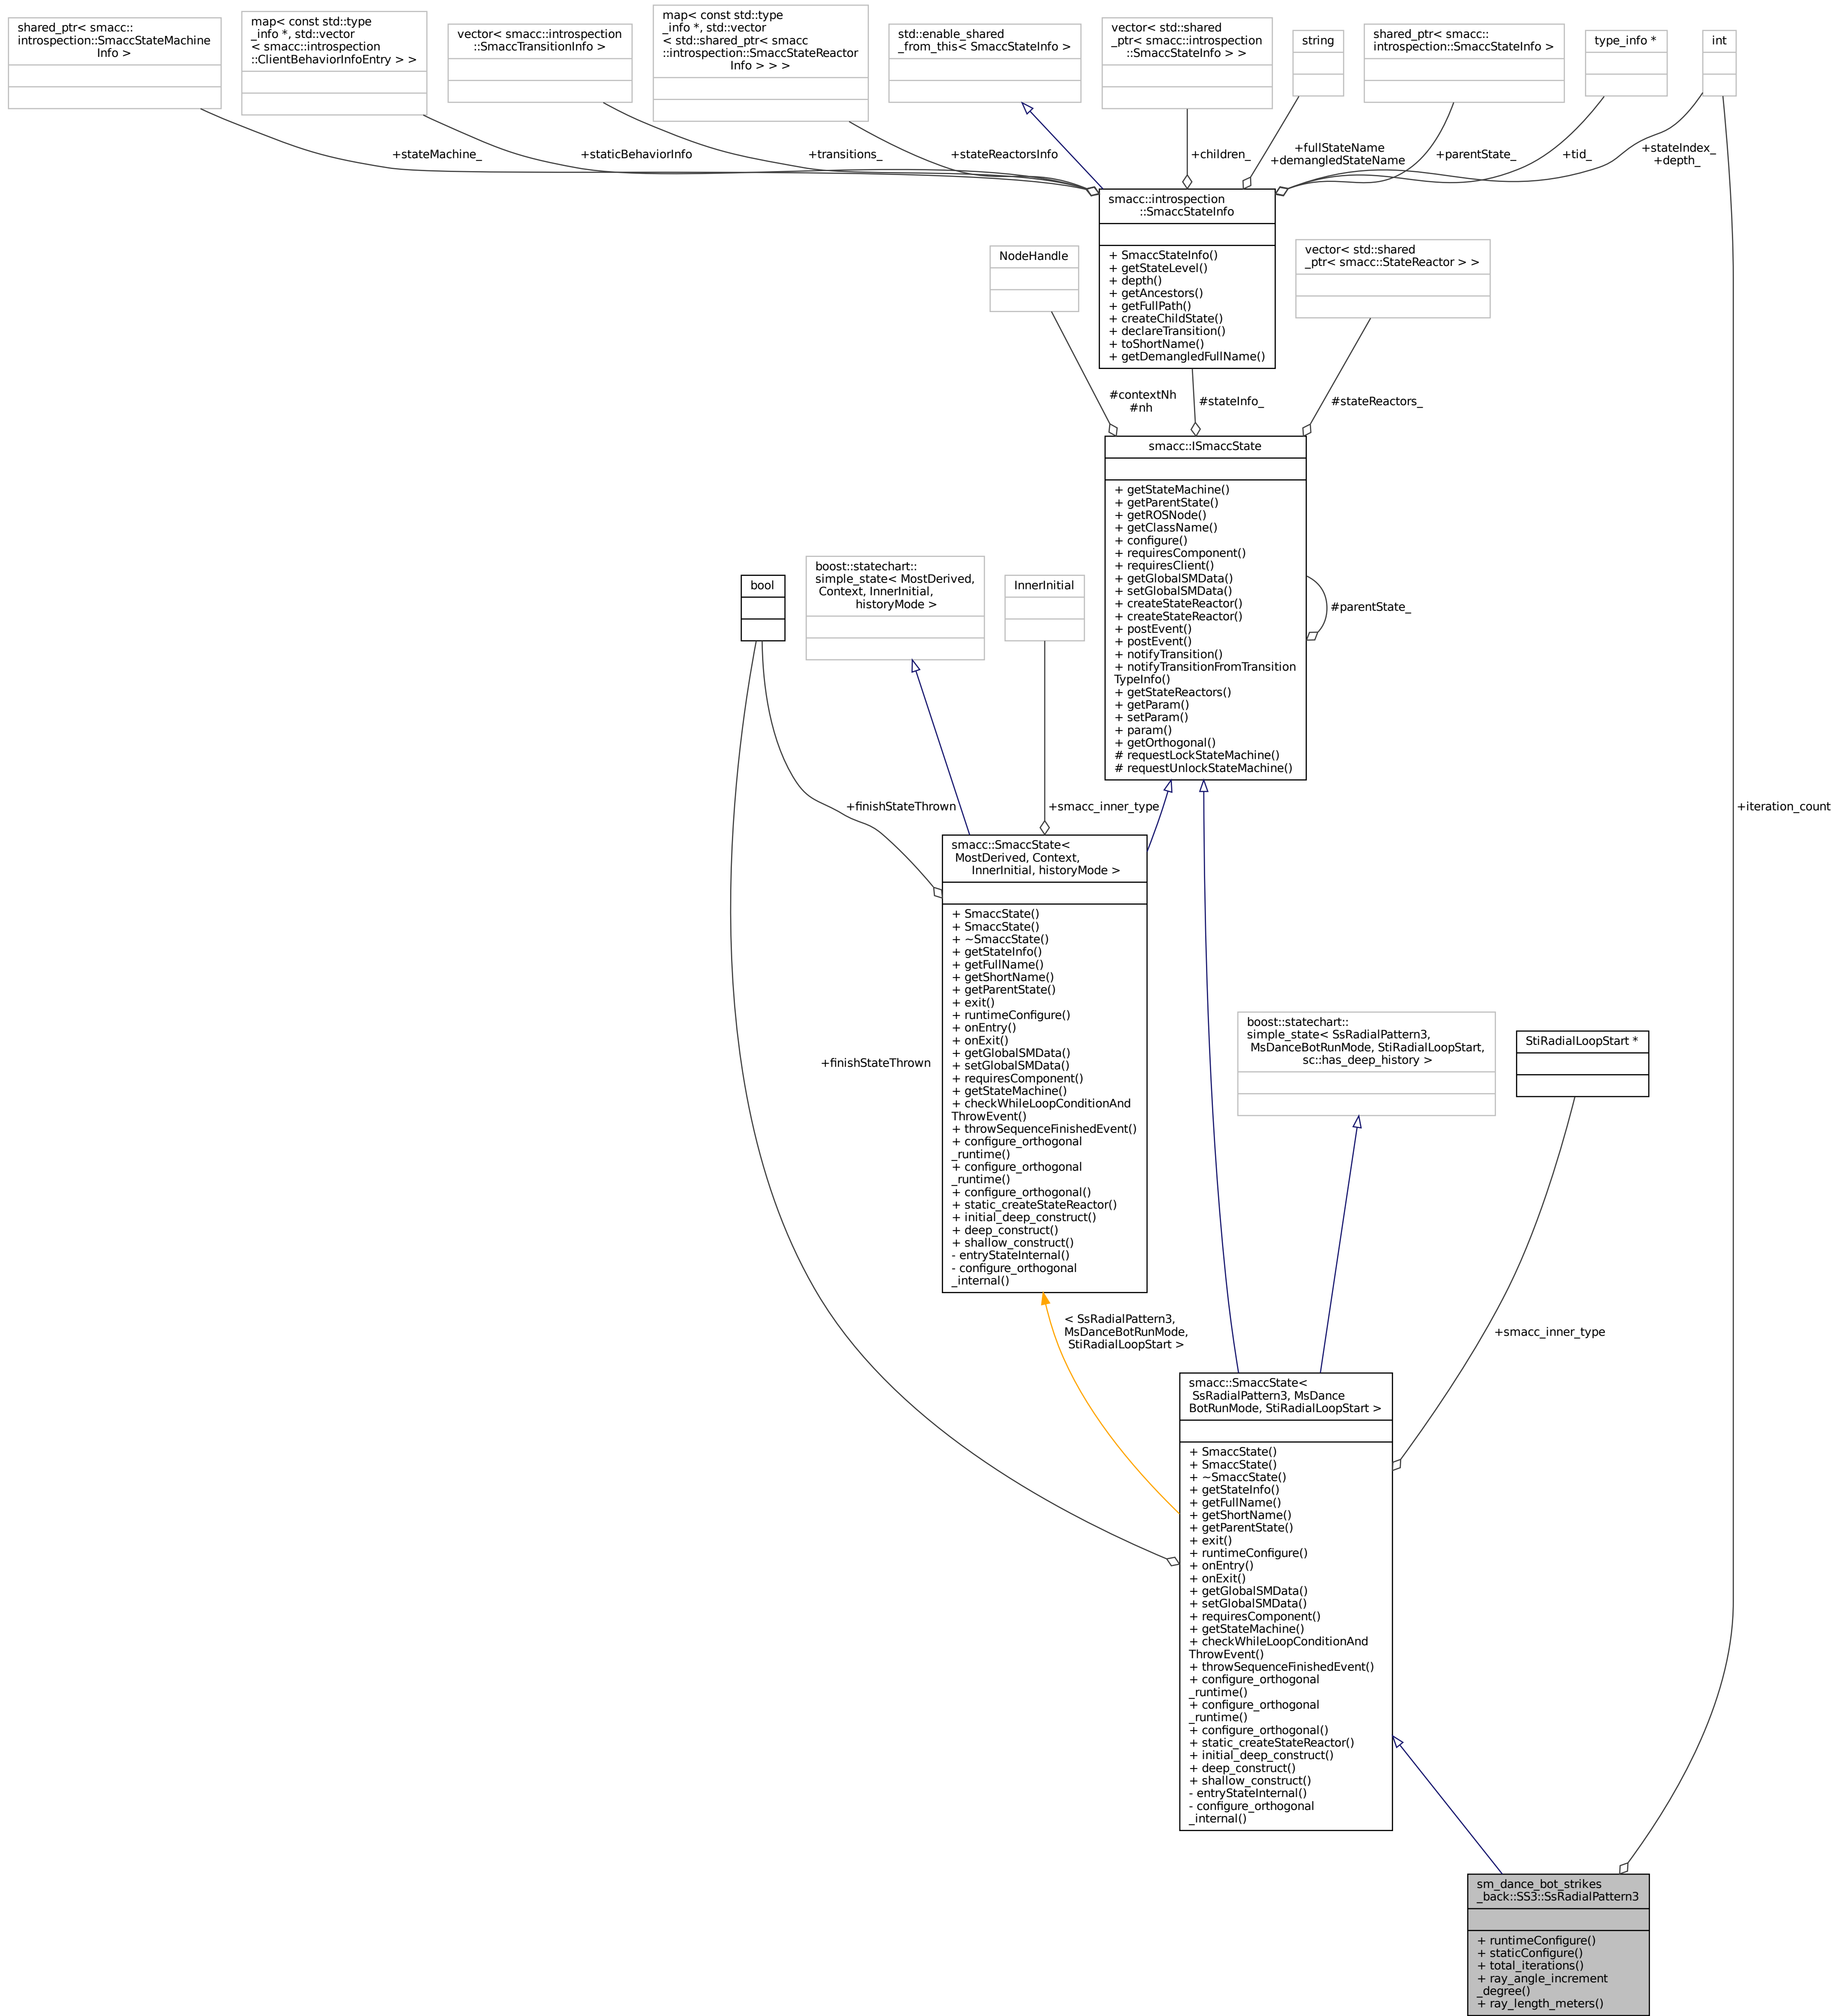 shared_ptr< smacc::
introspection::SmaccStateMachine
Info >
map< const std::type
_info *, std::vector
< smacc::introspection
::ClientBehaviorInfoEntry > >
vector< smacc::introspection
::SmaccTransitionInfo >
map< const std::type
_info *, std::vector
< std::shared_ptr< smacc
::introspection::SmaccStateReactor
Info > > >
std::enable_shared
_from_this< SmaccStateInfo >
vector< std::shared
_ptr< smacc::introspection
::SmaccStateInfo > >
string
shared_ptr< smacc::
introspection::SmaccStateInfo >
type_info *
int
+stateMachine_
+staticBehaviorInfo
+transitions_
+stateReactorsInfo
+children_
+fullStateName
+demangledStateName
+parentState_
+tid_
+stateIndex_
+depth_
smacc::introspection
::SmaccStateInfo
+ SmaccStateInfo()
+ getStateLevel()
+ depth()
+ getAncestors()
+ getFullPath()
+ createChildState()
+ declareTransition()
+ toShortName()
+ getDemangledFullName()
NodeHandle
vector< std::shared
_ptr< smacc::StateReactor > >
#contextNh
#nh
#stateInfo_
#stateReactors_
smacc::ISmaccState
+ getStateMachine()
+ getParentState()
+ getROSNode()
+ getClassName()
+ configure()
+ requiresComponent()
+ requiresClient()
+ getGlobalSMData()
+ setGlobalSMData()
+ createStateReactor()
+ createStateReactor()
+ postEvent()
+ postEvent()
+ notifyTransition()
+ notifyTransitionFromTransition
TypeInfo()
+ getStateReactors()
+ getParam()
+ setParam()
+ param()
+ getOrthogonal()
# requestLockStateMachine()
# requestUnlockStateMachine()
#parentState_
bool
boost::statechart::
simple_state< MostDerived,
Context, InnerInitial,
historyMode >
InnerInitial
+finishStateThrown
+smacc_inner_type
+iteration_count
smacc::SmaccState<
MostDerived, Context,
InnerInitial, historyMode >
+ SmaccState()
+ SmaccState()
+ ~SmaccState()
+ getStateInfo()
+ getFullName()
+ getShortName()
+ getParentState()
+ exit()
+ runtimeConfigure()
+ onEntry()
+ onExit()
+ getGlobalSMData()
+ setGlobalSMData()
+ requiresComponent()
+ getStateMachine()
+ checkWhileLoopConditionAnd
ThrowEvent()
+ throwSequenceFinishedEvent()
+ configure_orthogonal
_runtime()
+ configure_orthogonal
_runtime()
+ configure_orthogonal()
+ static_createStateReactor()
+ initial_deep_construct()
+ deep_construct()
+ shallow_construct()
- entryStateInternal()
- configure_orthogonal
_internal()
+finishStateThrown
boost::statechart::
simple_state< SsRadialPattern3,
MsDanceBotRunMode, StiRadialLoopStart,
sc::has_deep_history >
StiRadialLoopStart *
< SsRadialPattern3,
MsDanceBotRunMode,
StiRadialLoopStart >
+smacc_inner_type
smacc::SmaccState<
SsRadialPattern3, MsDance
BotRunMode, StiRadialLoopStart >
+ SmaccState()
+ SmaccState()
+ ~SmaccState()
+ getStateInfo()
+ getFullName()
+ getShortName()
+ getParentState()
+ exit()
+ runtimeConfigure()
+ onEntry()
+ onExit()
+ getGlobalSMData()
+ setGlobalSMData()
+ requiresComponent()
+ getStateMachine()
+ checkWhileLoopConditionAnd
ThrowEvent()
+ throwSequenceFinishedEvent()
+ configure_orthogonal
_runtime()
+ configure_orthogonal
_runtime()
+ configure_orthogonal()
+ static_createStateReactor()
+ initial_deep_construct()
+ deep_construct()
+ shallow_construct()
- entryStateInternal()
- configure_orthogonal
_internal()
sm_dance_bot_strikes
_back::SS3::SsRadialPattern3
+ runtimeConfigure()
+ staticConfigure()
+ total_iterations()
+ ray_angle_increment
_degree()
+ ray_length_meters()